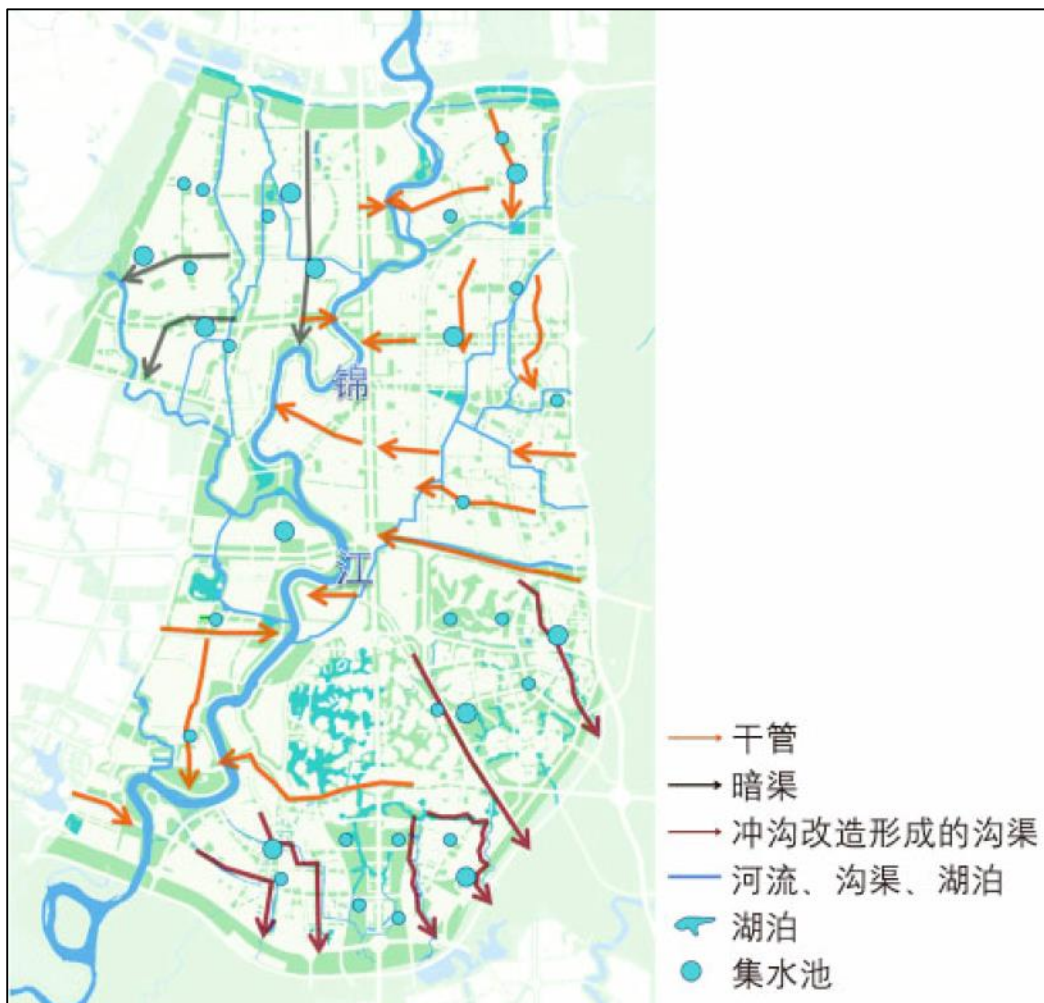 锦
江
干管
暗渠
冲沟改造形成的沟渠
河流、沟渠、湖泊
湖泊
集水池